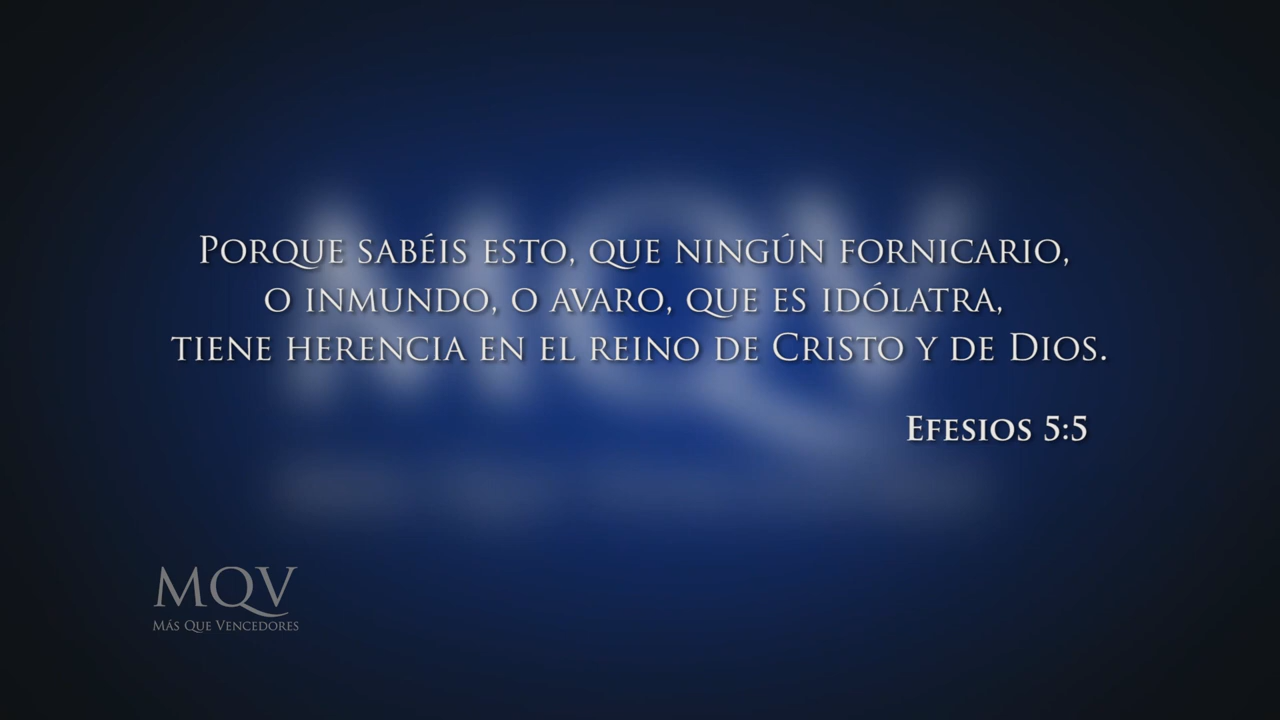 Porque sabéis esto, que ningún fornicario,
o inmundo, o avaro, que es idólatra,
tiene herencia en el reino de Cristo y de Dios.
Efesios 5:5
MQV
Más Que Vencedores